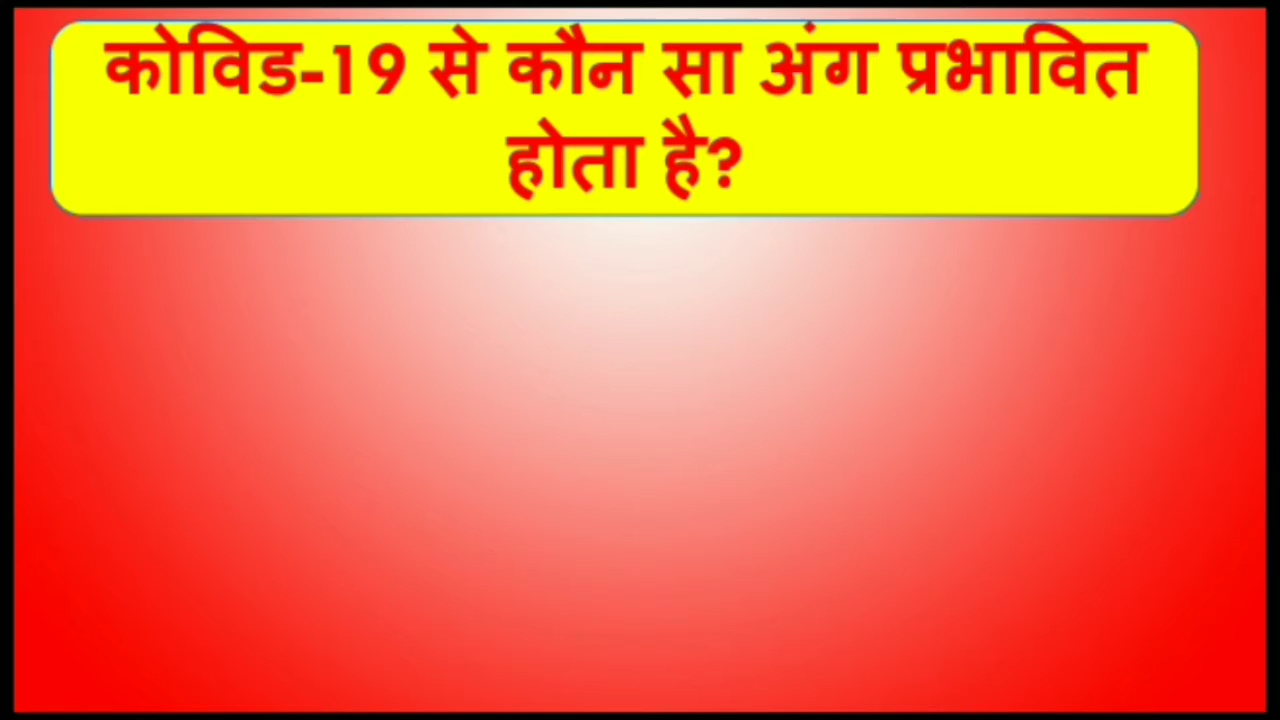 कोविड-19 से कौन सा अंग प्रभावित
होता है?